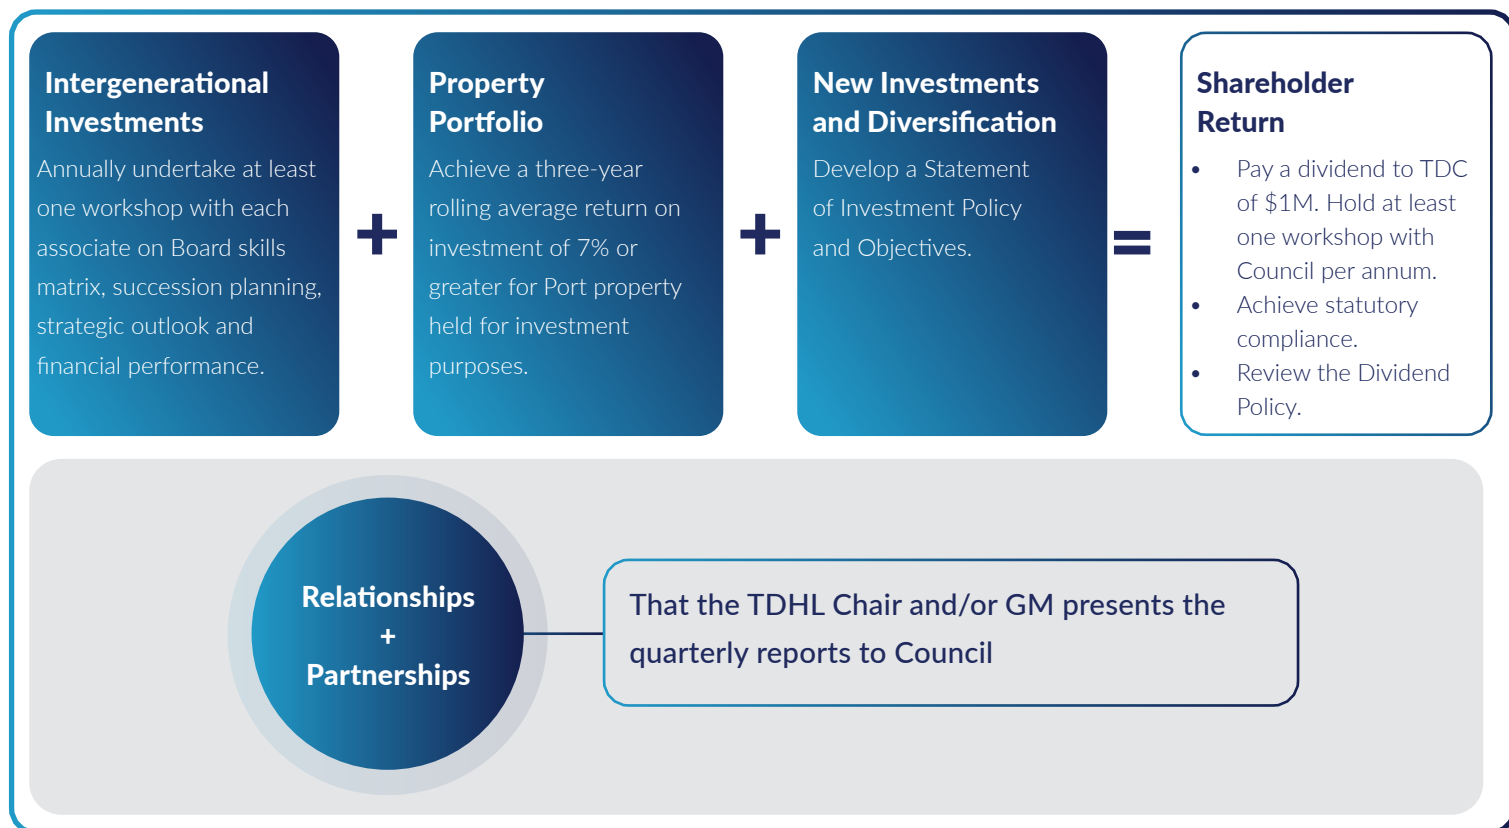 Intergenerational
Investments
Annually undertake at least
one workshop with each
associate on Board skills
matrix, succession planning,
strategic outlook and
financial performance.
+
Property
Portfolio
Achieve a three-year
rolling average return on
investment of 7% or
greater for Port property
held for investment
purposes.
+
New Investments
and Diversification
Develop a Statement
of Investment Policy
and Objectives.
=
Shareholder
Return
• Pay a dividend to TDC
of $1M. Hold at least
one workshop with
Council per annum.
• Achieve statutory
compliance.
• Review the Dividend
Policy.
Relationships
+
Partnerships
That the TDHL Chair and/or GM presents the
quarterly reports to Council